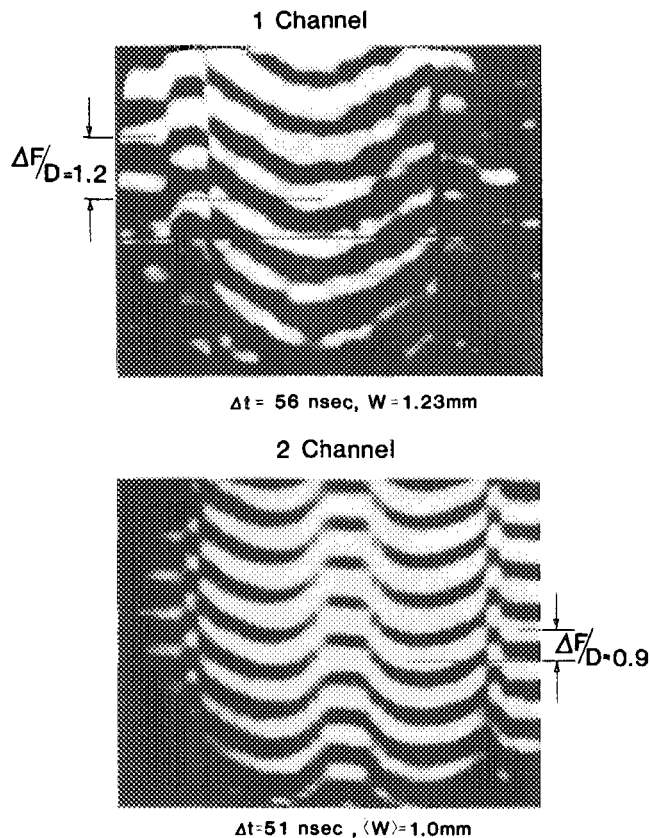 1 Channel
ΔF/D=1.2
Δt = 56 nsec, W=1.23mm
2 Channel
ΔF/D=0.9
Δt=51 nsec , ⟨W⟩=1.0mm